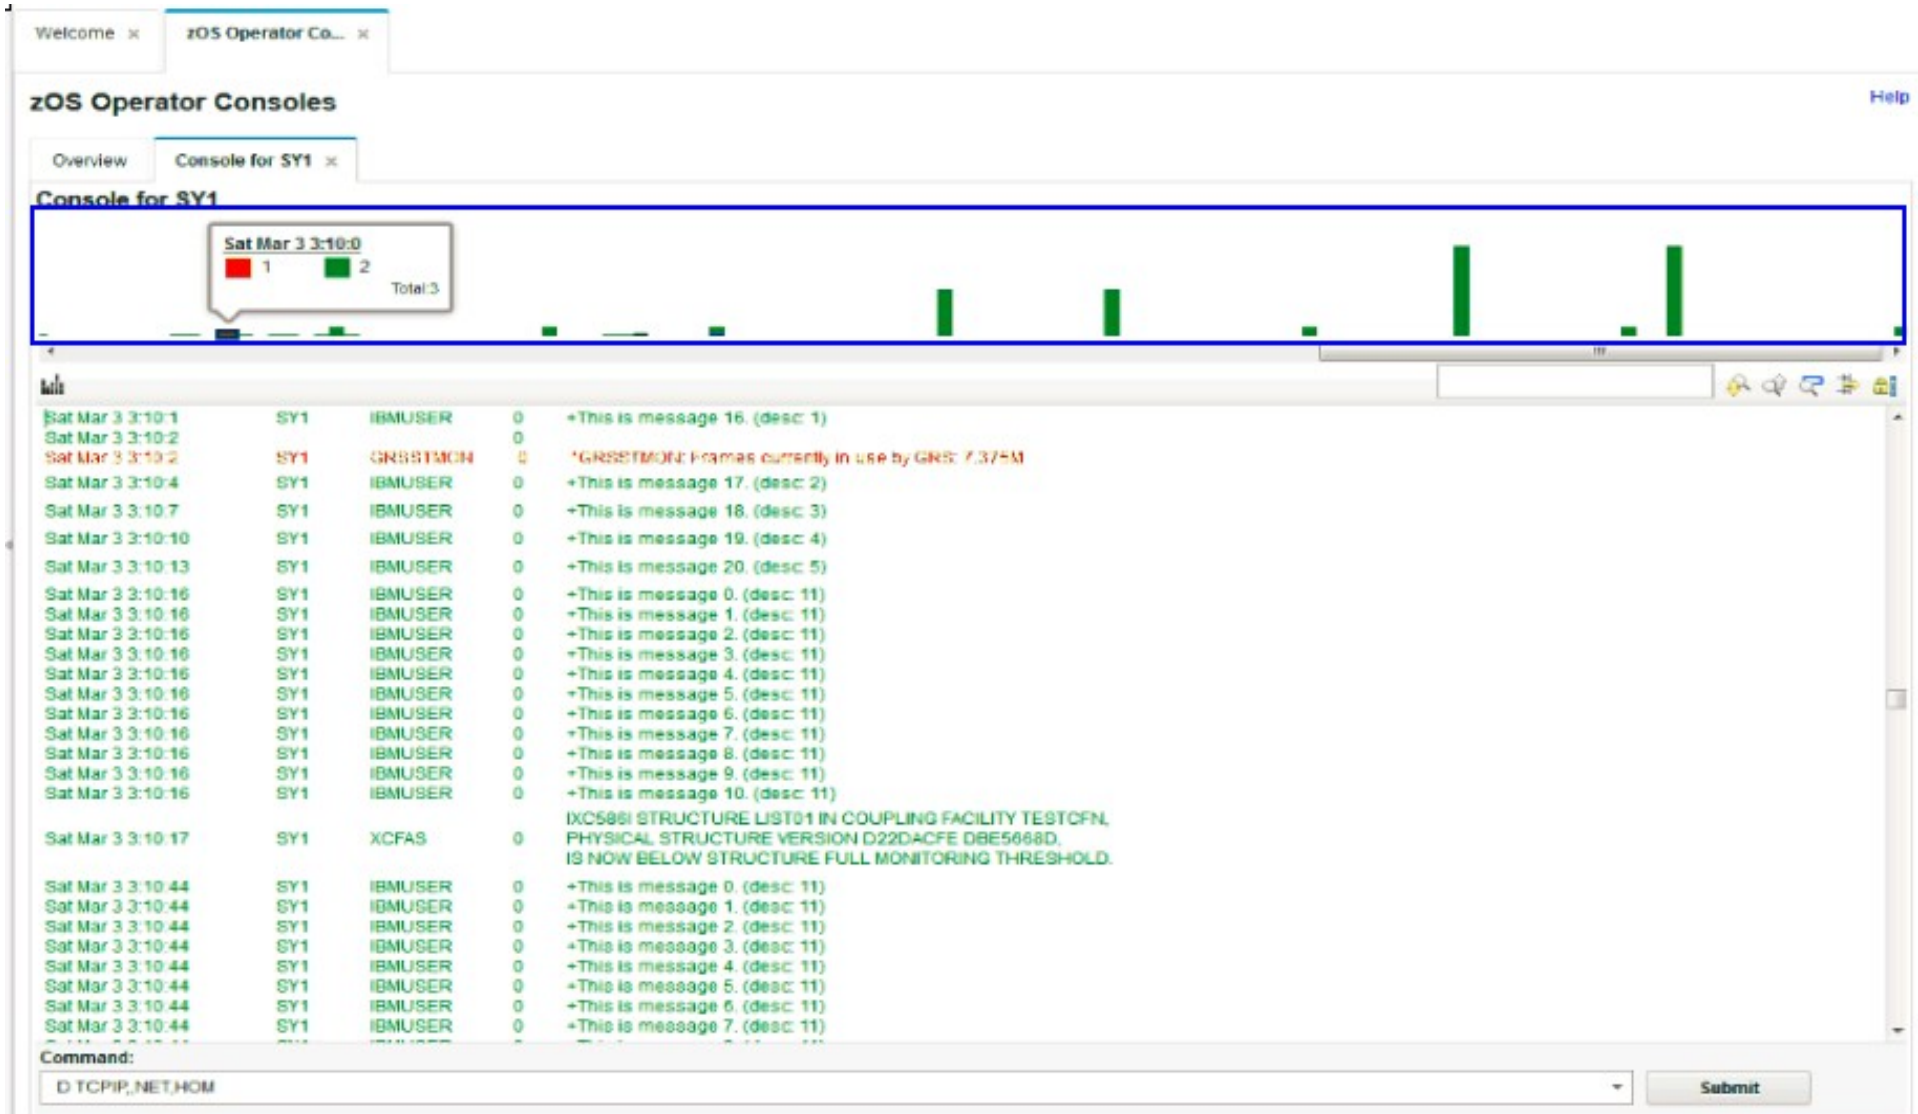 Welcome × zOS Operator Co... ×
zOS Operator Consoles Help
Overview Console for SY1 ×
Console for SY1
Sat Mar 3 3:10:0
1 2
Total:3
Sat Mar 3 3:10:1 SY1 IBMUSER 0 +This is message 16. (desc: 1)
Sat Mar 3 3:10:2 0
Sat Mar 3 3:10:2 SY1 GRSSTMON 0 *GRSSTMON: Frames currently in use by GRS: 7.375M
Sat Mar 3 3:10:4 SY1 IBMUSER 0 +This is message 17. (desc: 2)
Sat Mar 3 3:10:7 SY1 IBMUSER 0 +This is message 18. (desc: 3)
Sat Mar 3 3:10:10 SY1 IBMUSER 0 +This is message 19. (desc: 4)
Sat Mar 3 3:10:13 SY1 IBMUSER 0 +This is message 20. (desc: 5)
Sat Mar 3 3:10:16 SY1 IBMUSER 0 +This is message 0. (desc: 11)
Sat Mar 3 3:10:16 SY1 IBMUSER 0 +This is message 1. (desc: 11)
Sat Mar 3 3:10:16 SY1 IBMUSER 0 +This is message 2. (desc: 11)
Sat Mar 3 3:10:16 SY1 IBMUSER 0 +This is message 3. (desc: 11)
Sat Mar 3 3:10:16 SY1 IBMUSER 0 +This is message 4. (desc: 11)
Sat Mar 3 3:10:16 SY1 IBMUSER 0 +This is message 5. (desc: 11)
Sat Mar 3 3:10:16 SY1 IBMUSER 0 +This is message 6. (desc: 11)
Sat Mar 3 3:10:16 SY1 IBMUSER 0 +This is message 7. (desc: 11)
Sat Mar 3 3:10:16 SY1 IBMUSER 0 +This is message 8. (desc: 11)
Sat Mar 3 3:10:16 SY1 IBMUSER 0 +This is message 9. (desc: 11)
Sat Mar 3 3:10:16 SY1 IBMUSER 0 +This is message 10. (desc: 11)
IXC586I STRUCTURE LIST01 IN COUPLING FACILITY TESTCFN,
Sat Mar 3 3:10:17 SY1 XCFAS 0 PHYSICAL STRUCTURE VERSION D22DACFE DBE5668D,
IS NOW BELOW STRUCTURE FULL MONITORING THRESHOLD.
Sat Mar 3 3:10:44 SY1 IBMUSER 0 +This is message 0. (desc: 11)
Sat Mar 3 3:10:44 SY1 IBMUSER 0 +This is message 1. (desc: 11)
Sat Mar 3 3:10:44 SY1 IBMUSER 0 +This is message 2. (desc: 11)
Sat Mar 3 3:10:44 SY1 IBMUSER 0 +This is message 3. (desc: 11)
Sat Mar 3 3:10:44 SY1 IBMUSER 0 +This is message 4. (desc: 11)
Sat Mar 3 3:10:44 SY1 IBMUSER 0 +This is message 5. (desc: 11)
Sat Mar 3 3:10:44 SY1 IBMUSER 0 +This is message 6. (desc: 11)
Sat Mar 3 3:10:44 SY1 IBMUSER 0 +This is message 7. (desc: 11)
Command:
D TCPIP,,NET,HOM Submit